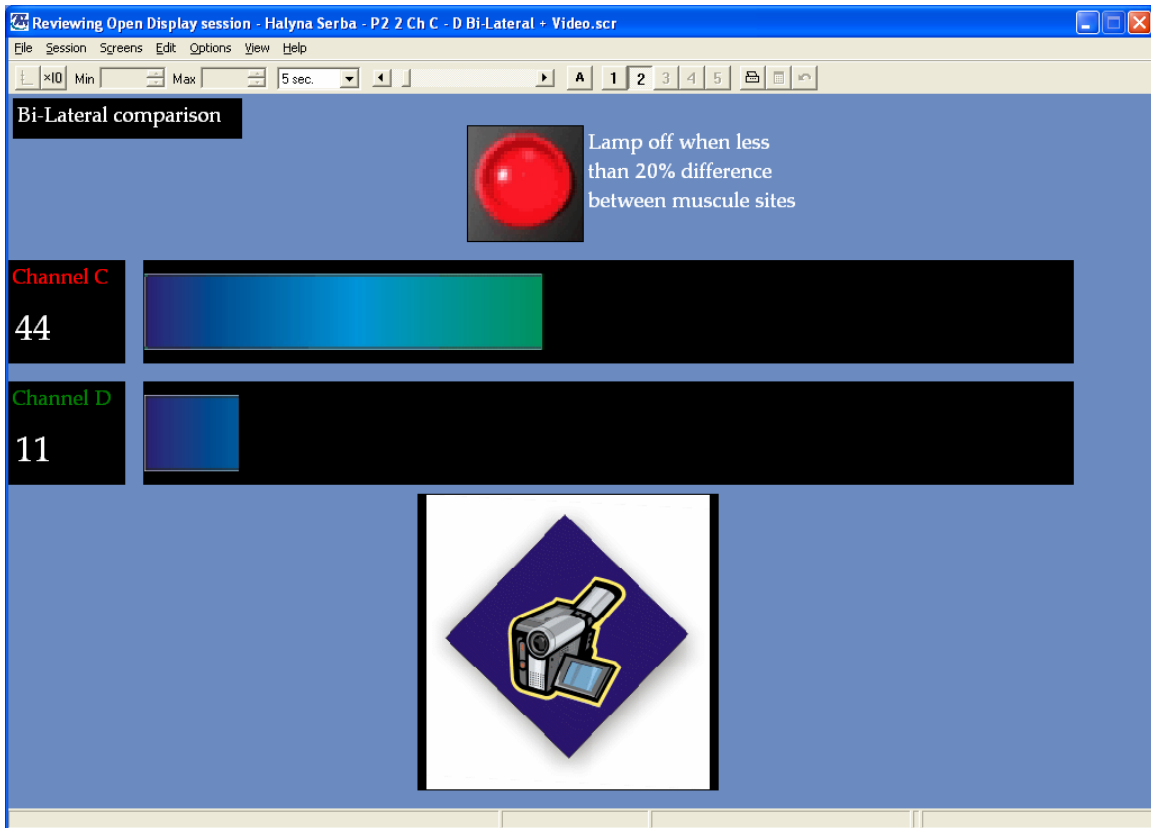 Reviewing Open Display session - Halyna Serba - P2 2 Ch C - D Bi-Lateral + Video.scr
File Session Screens Edit Options View Help
×10 Min Max 5 sec. A 1 2 3 4 5
Bi-Lateral comparison
Lamp off when less
than 20% difference
between muscule sites
Channel C
44
Channel D
11